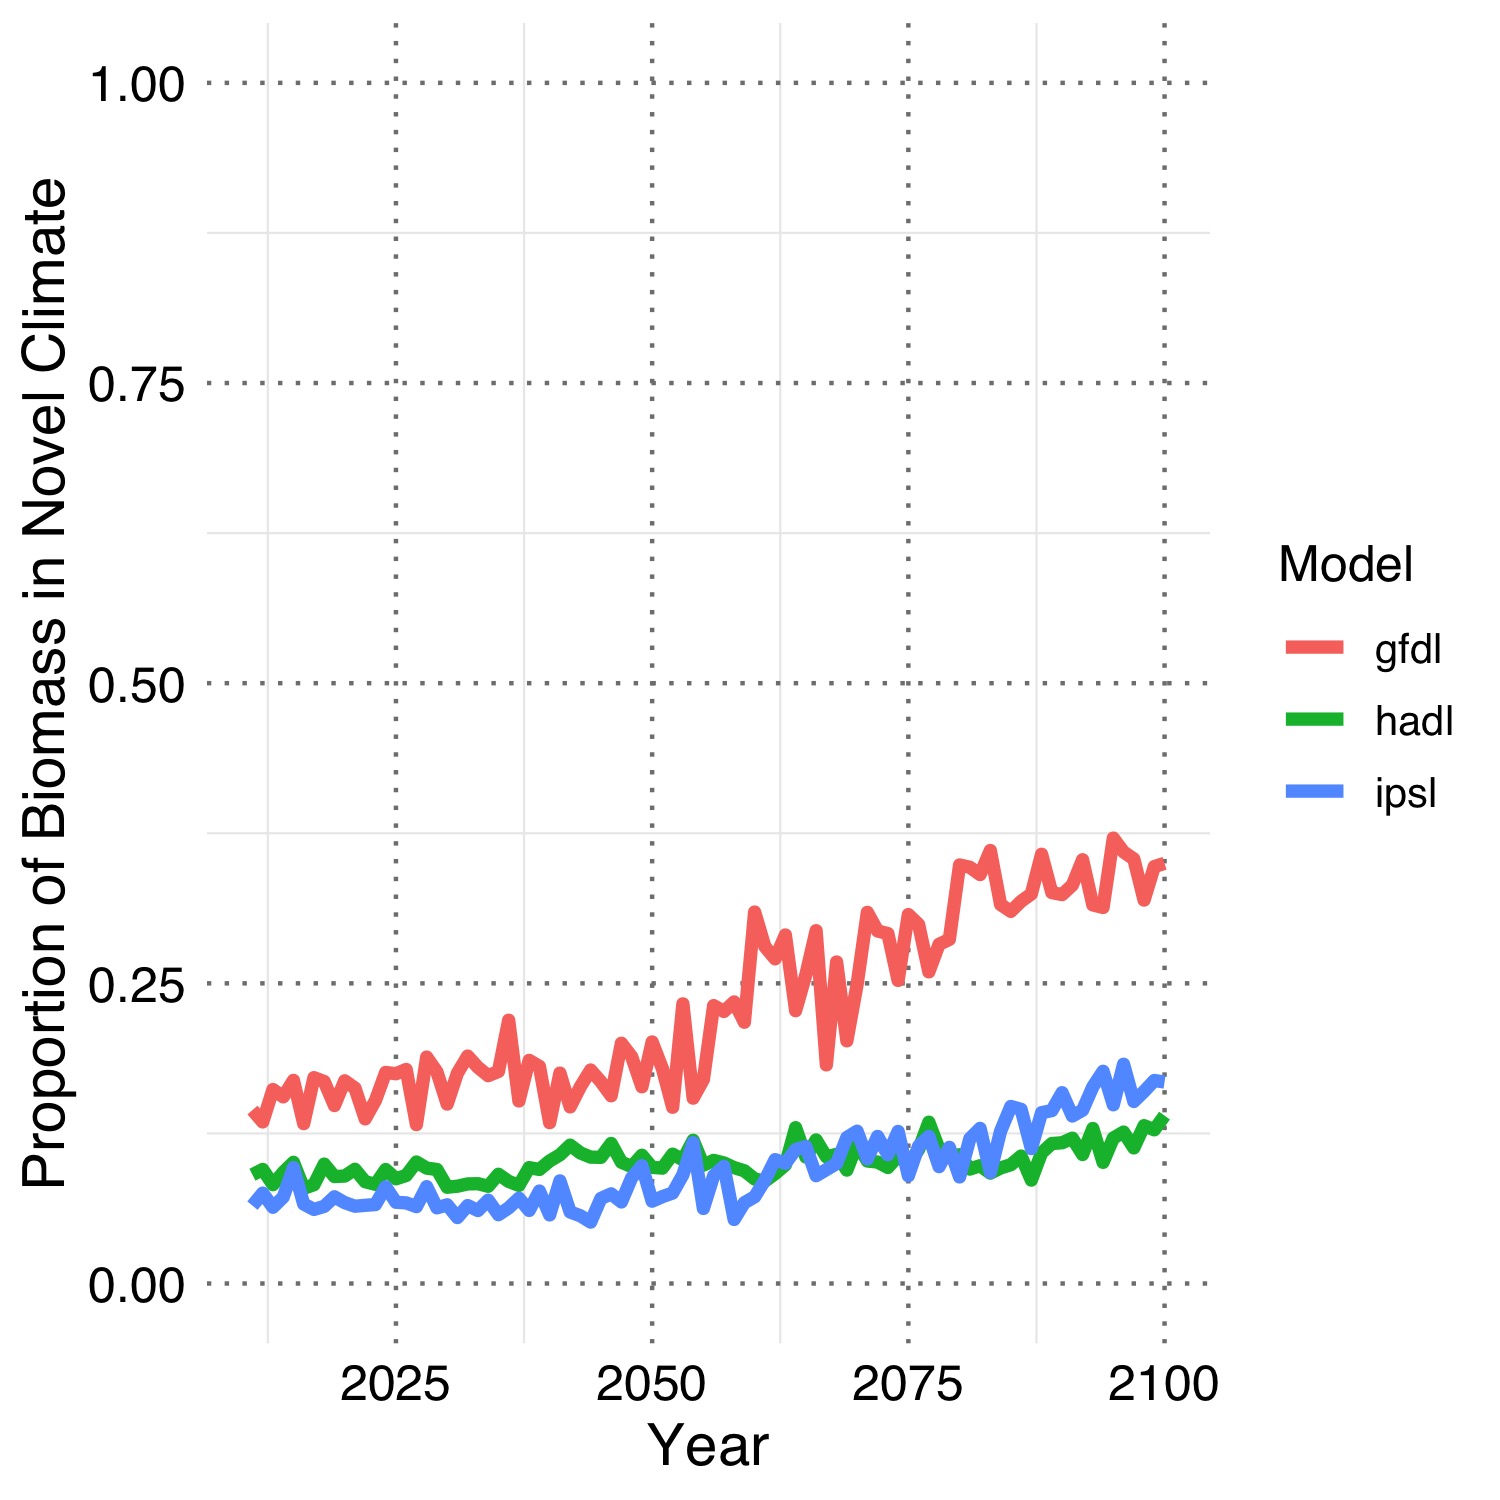 Proportion of Biomass in Novel Climate
1.00
0.75
0.50
0.25
0.00
2025 2050 2075 2100
Year
Model
gfdl
hadl
ipsl